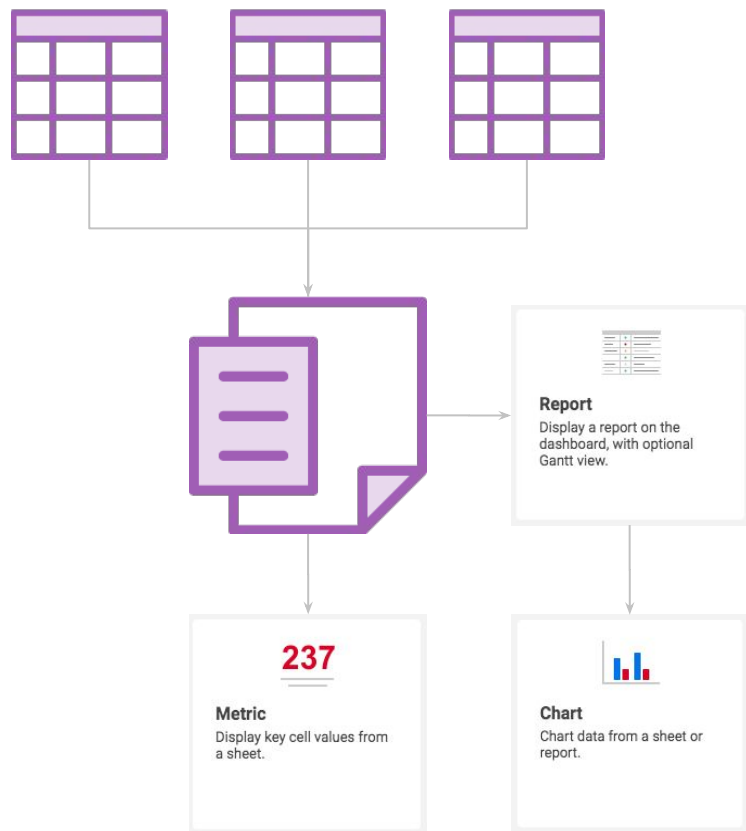 Report
Display a report on the
dashboard, with optional
Gantt view.
237
Metric
Display key cell values from
a sheet.
Chart
Chart data from a sheet or
report.